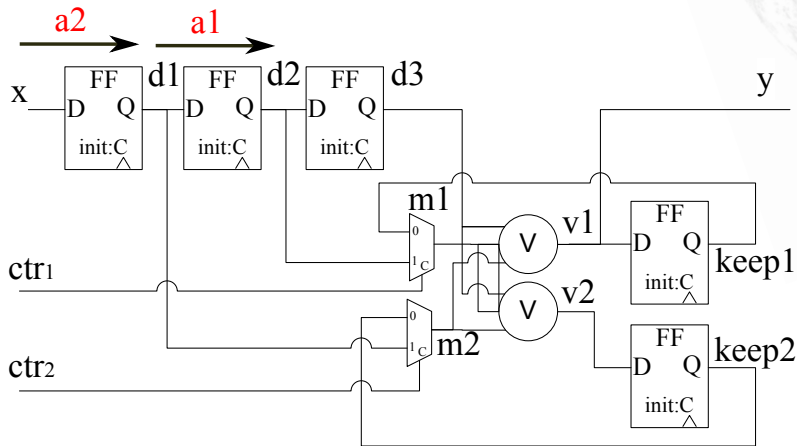 a2 a1
FF d1 FF d2 FF d3
x y
D Q D Q D Q
init:C init:C init:C
m1
0
1 C
V v1
FF
D Q
keep1
init:C
ctr1
V v2
0
1 C
m2
FF
D Q
keep2
init:C
ctr2